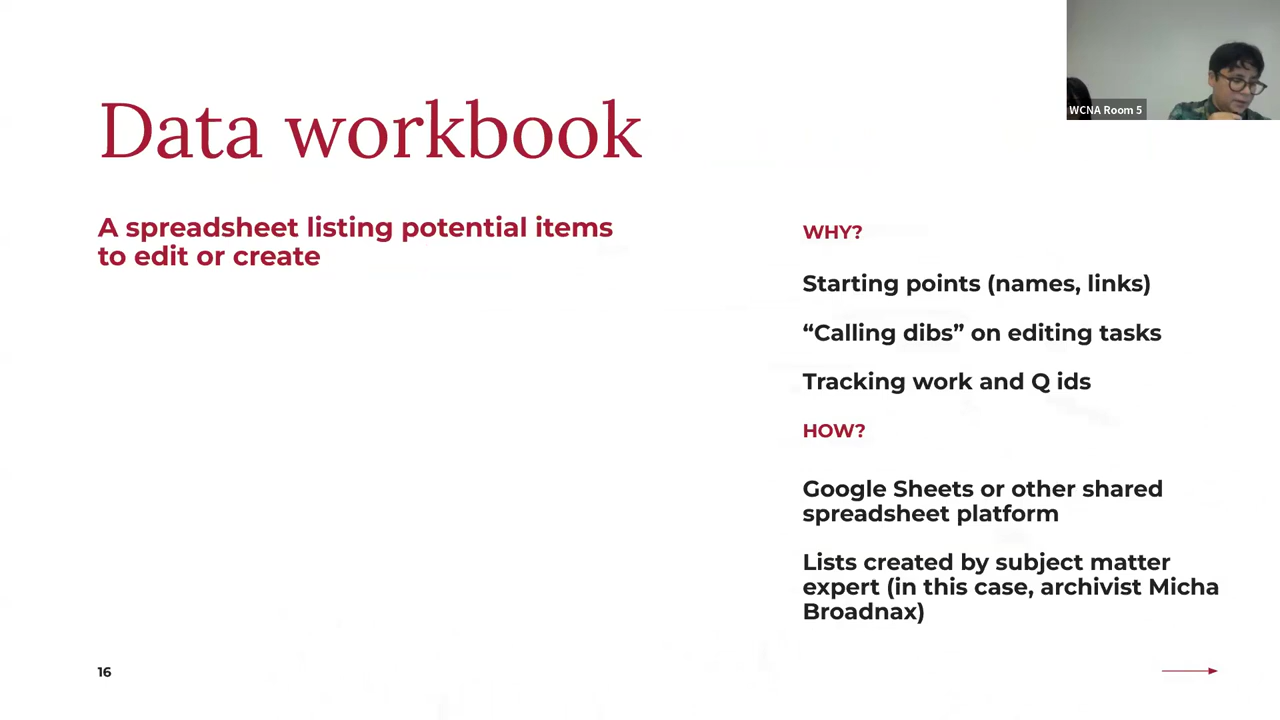 WCNA Room 5
Data workbook
A spreadsheet listing potential items
to edit or create
WHY?
Starting points (names, links)
“Calling dibs” on editing tasks
Tracking work and Q ids
HOW?
Google Sheets or other shared
spreadsheet platform
Lists created by subject matter
expert (in this case, archivist Micha
Broadnax)
16